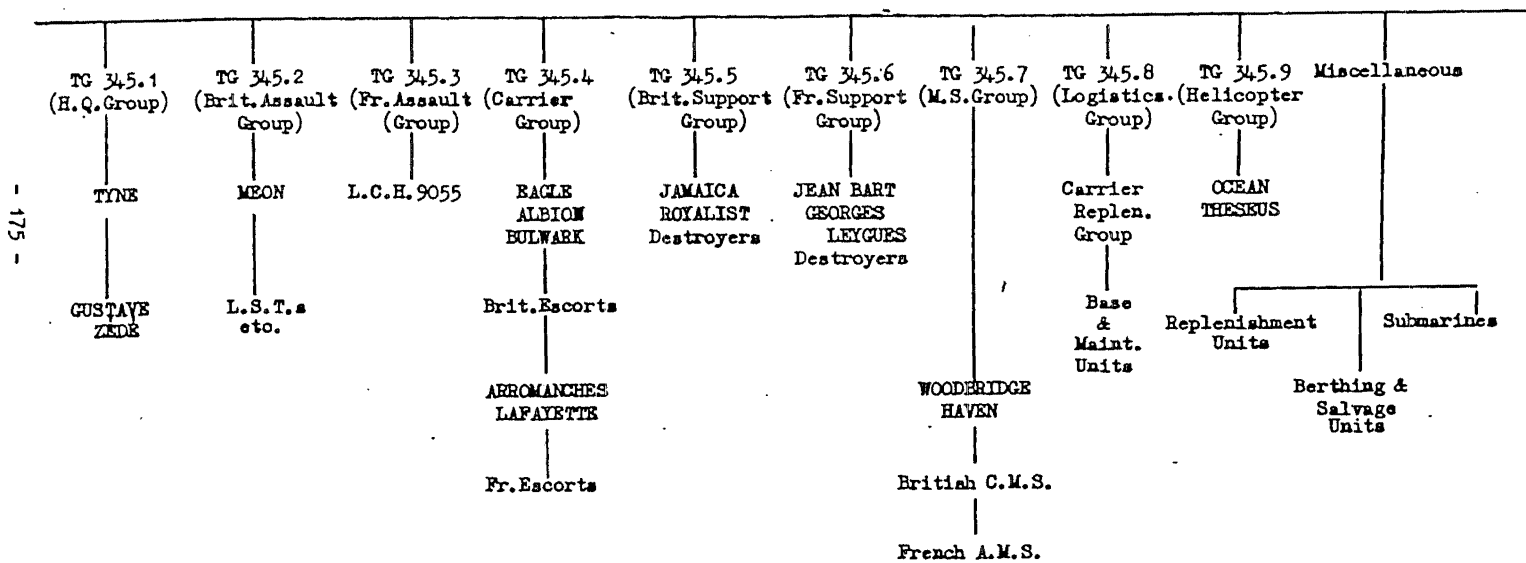 TG 345.1
(H.Q.Group)
TYNE
GUSTAVE
ZEDE
TG 345.2
(Brit.Assault
Group)
MEON
L.S.T.s
etc.
TG 345.3
(Fr.Assault
(Group)
L.C.H.9055
TG 345.4
(Carrier
Group)
EAGLE
ALBION
BULWARK
Brit.Escorts
ARROMANCHES
LAFAYETTE
Fr.Escorts
TG 345.5
(Brit.Support
Group)
JAMAICA
ROYALIST
Destroyers
TG 345.6
(Fr.Support
Group)
JEAN BART
GEORGES
LEYGUES
Destroyers
TG 345.7
(M.S.Group)
WOODBRIDGE
HAVEN
British C.M.S.
French A.M.S.
TG 345.8
(Logistics.
Group)
Carrier
Replen.
Group
Base
&
Maint.
Units
TG 345.9
(Helicopter
Group)
OCEAN
THESEUS
Miscellaneous
Replenishment
Units
Berthing &
Salvage
Units
Submarines
- 175 -